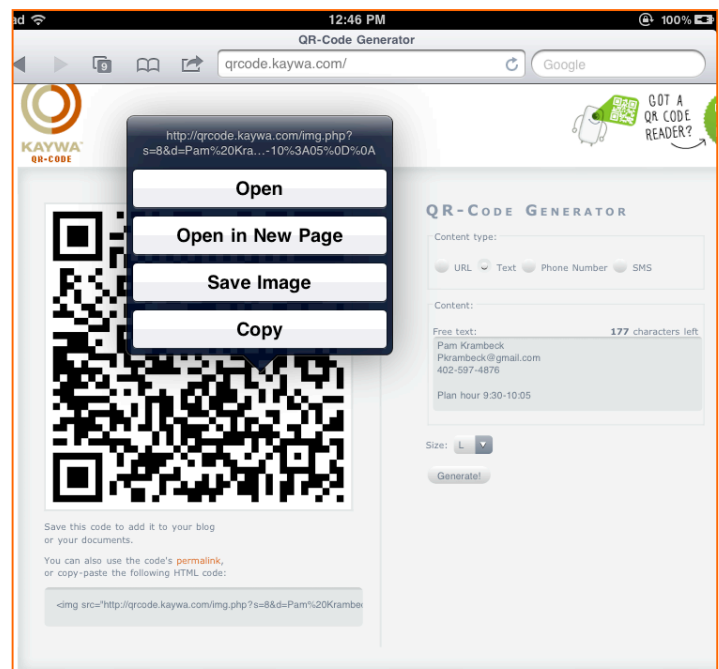 ad 12:46 PM 100%
QR-Code Generator
9 qrcode.kaywa.com/ Google
KAYWA
QR-CODE
GOT A
QR CODE
READER?
http://qrcode.kaywa.com/img.php?
s=8&d=Pam%20Kra...-10%3A05%0D%0A
Open
Open in New Page
Save Image
Copy
QR-Code Generator
Content type:
URL Text Phone Number SMS
Content:
Free text: 177 characters left
Pam Krambeck
Pkrambeck@gmail.com
402-597-4876
Plan hour 9:30-10:05
Size: L
Generate!
Save this code to add it to your blog
or your documents.
You can also use the code's permalink,
or copy-paste the following HTML code:
<img src="http://qrcode.kaywa.com/img.php?s=8&d=Pam%20Krambec